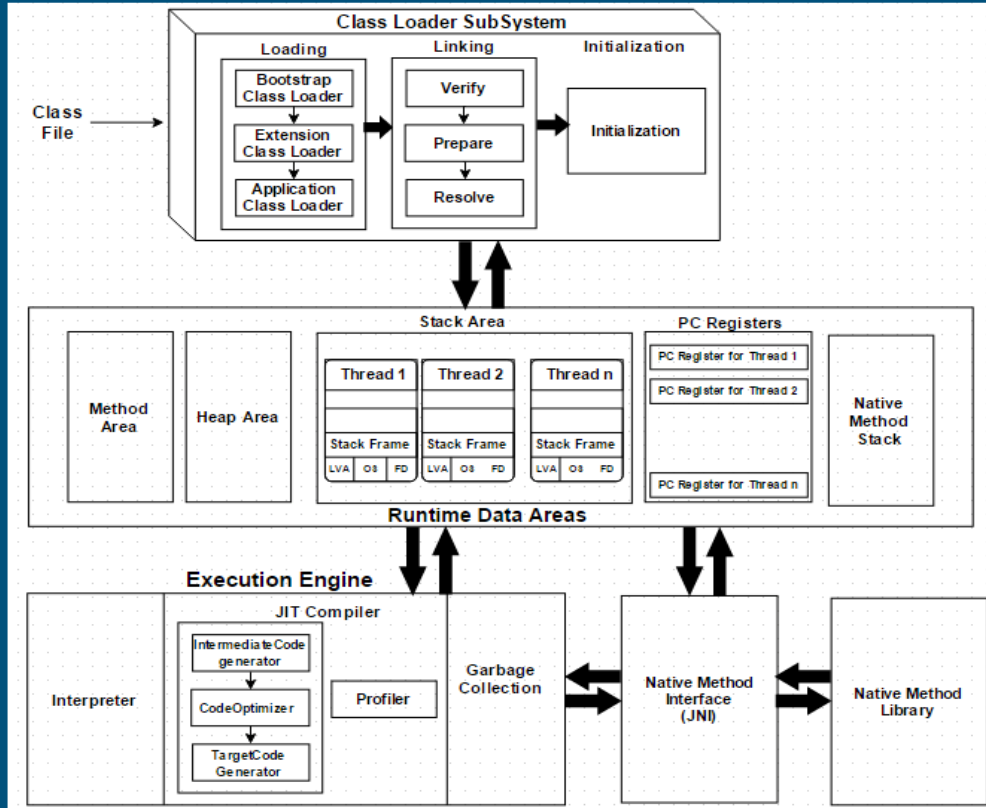 Class Loader SubSystem
Loading
Linking
Initialization
Class
File
Bootstrap
Class Loader
Extension
Class Loader
Application
Class Loader
Verify
Prepare
Resolve
Initialization
Stack Area
PC Registers
Method
Area
Heap Area
Thread 1
Stack Frame
LVA
OS
FD
Thread 2
Stack Frame
LVA
OS
FD
Thread n
Stack Frame
LVA
OS
FD
PC Register for Thread 1
PC Register for Thread 2
PC Register for Thread n
Native
Method
Stack
Runtime Data Areas
Execution Engine
Interpreter
JIT Compiler
IntermediateCode
generator
CodeOptimizer
TargetCode
Generator
Profiler
Garbage
Collection
Native Method
Interface
(JNI)
Native Method
Library